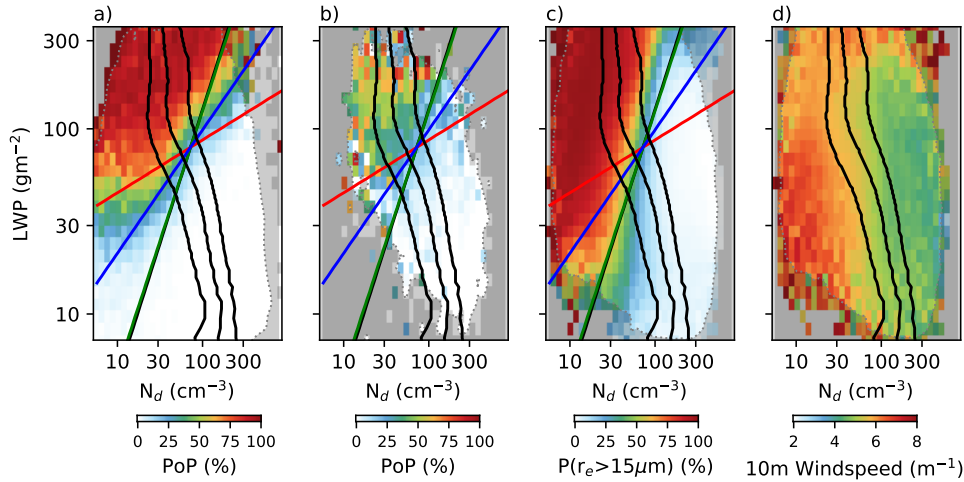 a)
b)
c)
d)
LWP (gm⁻²)
300
100
30
10
10 30 100 300
10 30 100 300
10 30 100 300
10 30 100 300
N_d (cm⁻³)
N_d (cm⁻³)
N_d (cm⁻³)
N_d (cm⁻³)
0 25 50 75 100
PoP (%)
0 25 50 75 100
PoP (%)
0 25 50 75 100
P(r_e>15μm) (%)
2 4 6 8
10m Windspeed (m⁻¹)